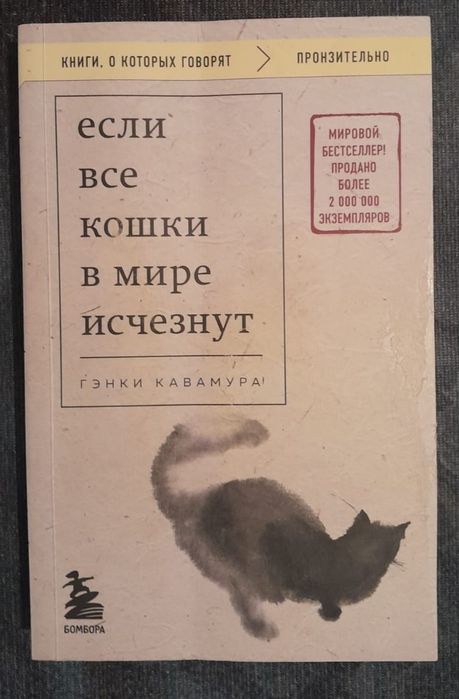 КНИГИ, О КОТОРЫХ ГОВОРЯТ > ПРОНЗИТЕЛЬНО
если
все
кошки
в мире
исчезнут
ГЭНКИ КАВАМУРА!
МИРОВОЙ
БЕСТСЕЛЛЕР!
ПРОДАНО
БОЛЕЕ
2 000 000
ЭКЗЕМПЛЯРОВ
БОМБОРА